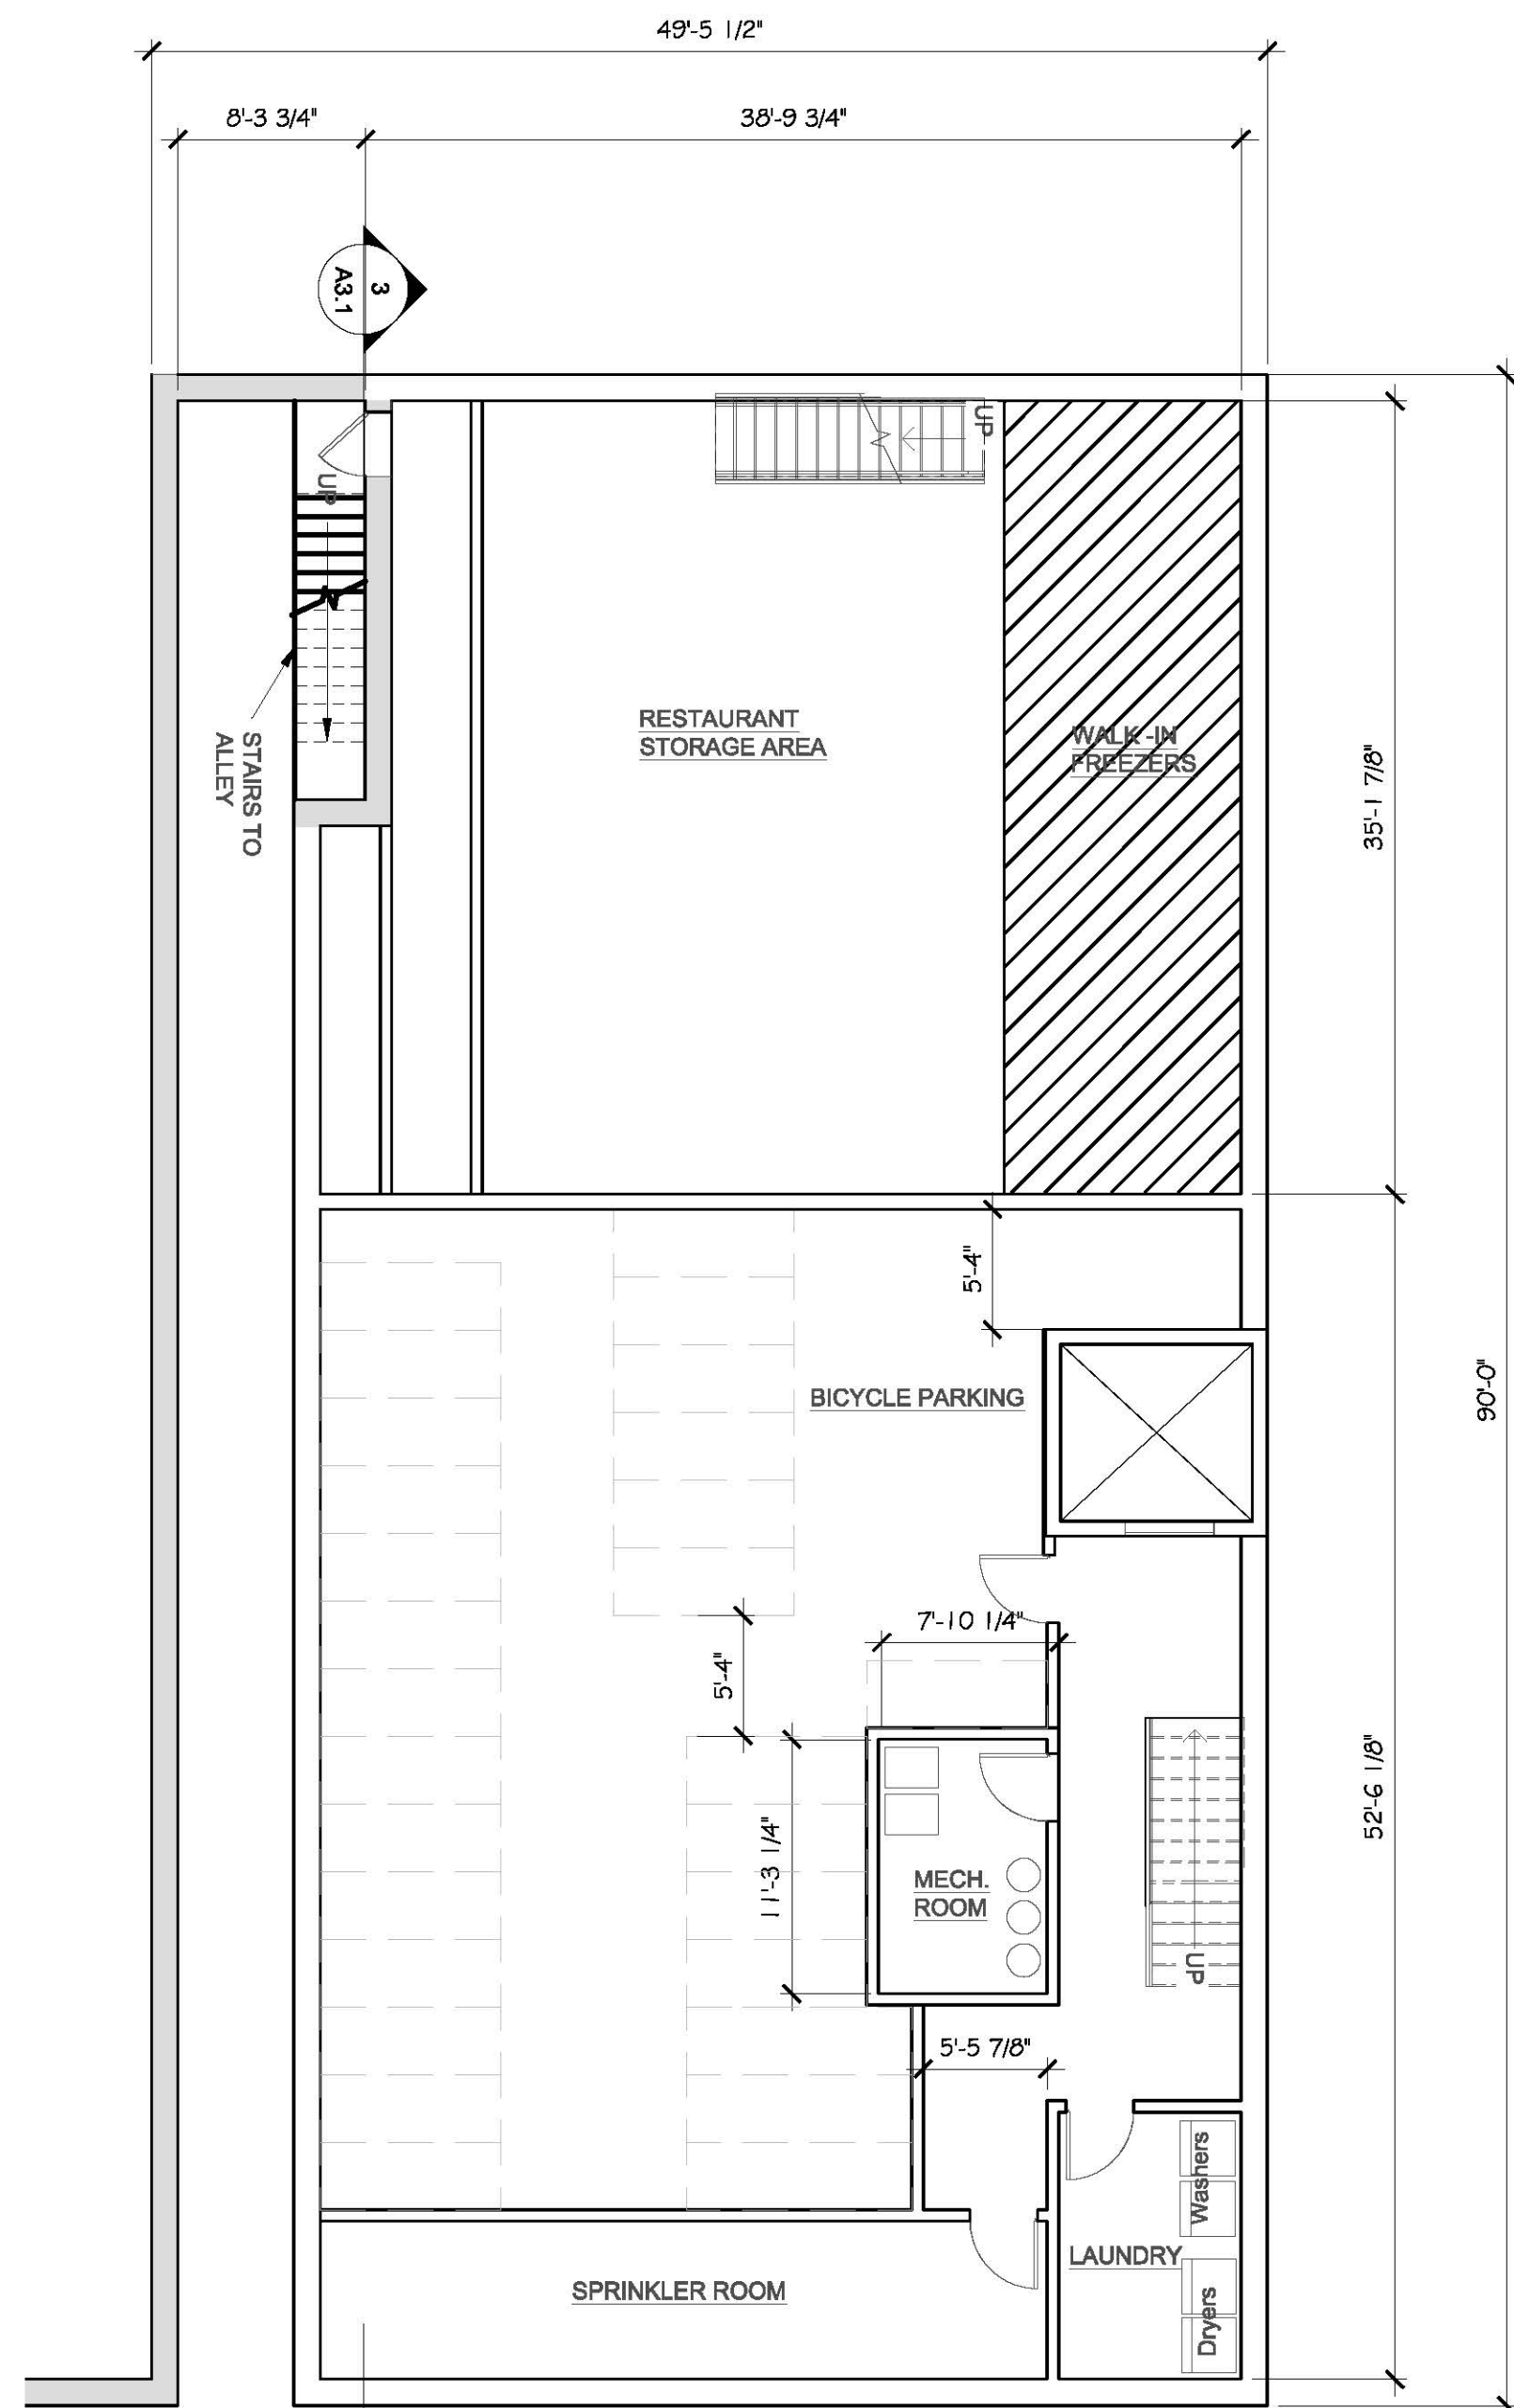 49'-5 1/2"
8'-3 3/4"
38'-9 3/4"
3
A3.1
UP
UP
RESTAURANT
STORAGE AREA
WALK -IN
FREEZERS
35'-1 7/8"
STAIRS TO
ALLEY
5'-4"
BICYCLE PARKING
90'-0"
7'-10 1/4"
5'-4"
52'-6 1/8"
11'-3 1/4"
MECH.
ROOM
UP
5'-5 7/8"
Washers
LAUNDRY
SPRINKLER ROOM
Dryers